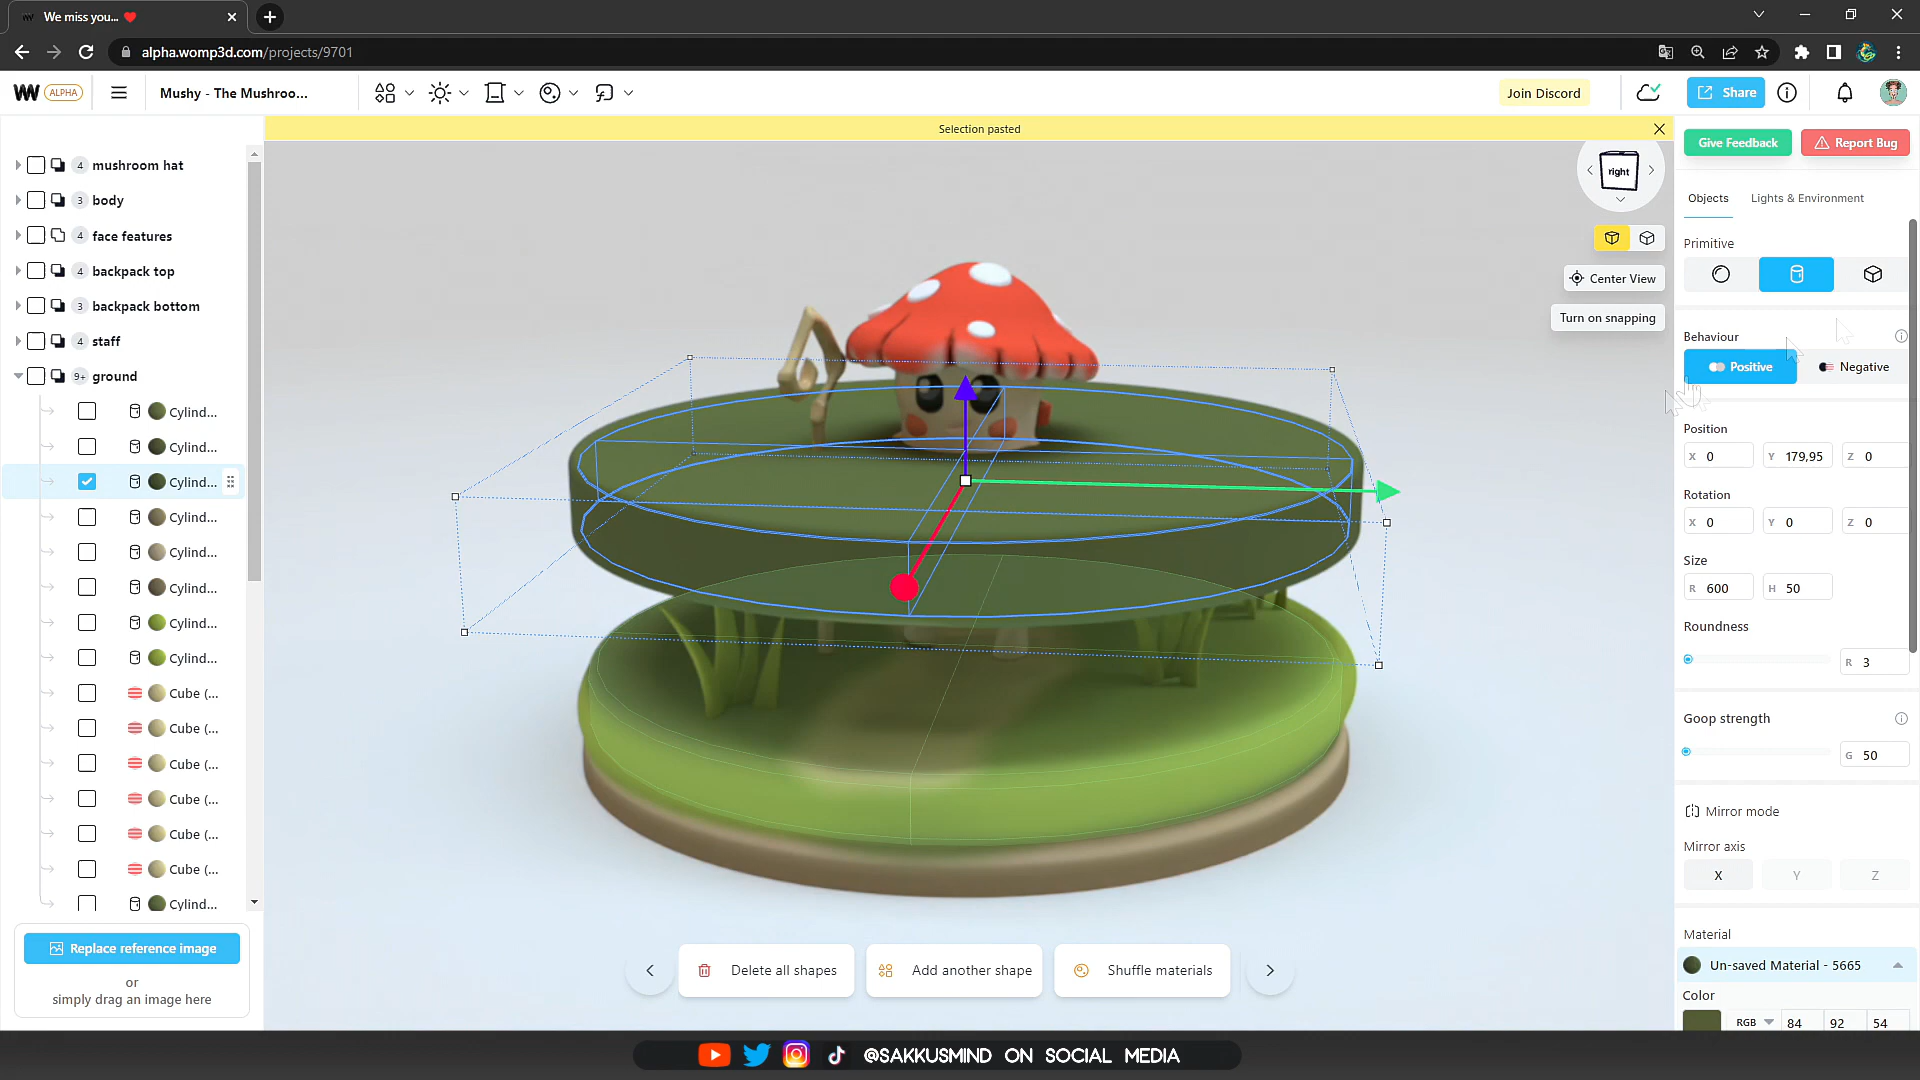 We miss you... ❤️
alpha.womp3d.com/projects/9701
ALPHA
Mushy - The Mushroo...
Join Discord
Share
Selection pasted
Give Feedback
Report Bug
4 mushroom hat
3 body
4 face features
4 backpack top
3 backpack bottom
4 staff
9+ ground
Cylind...
Cylind...
Cylind...
Cylind...
Cylind...
Cylind...
Cylind...
Cylind...
Cube (...
Cube (...
Cube (...
Cube (...
Cube (...
Cube (...
Cylind...
Replace reference image
or
simply drag an image here
right
Center View
Turn on snapping
Delete all shapes
Add another shape
Shuffle materials
Objects
Lights & Environment
Primitive
Behaviour
Positive
Negative
Position
X 0 Y 179,95 Z 0
Rotation
X 0 Y 0 Z 0
Size
R 600 H 50
Roundness
R 3
Goop strength
G 50
Mirror mode
Mirror axis
X Y Z
Material
Un-saved Material - 5665
Color
RGB 84 92 54
@SAKKUSMIND ON SOCIAL MEDIA